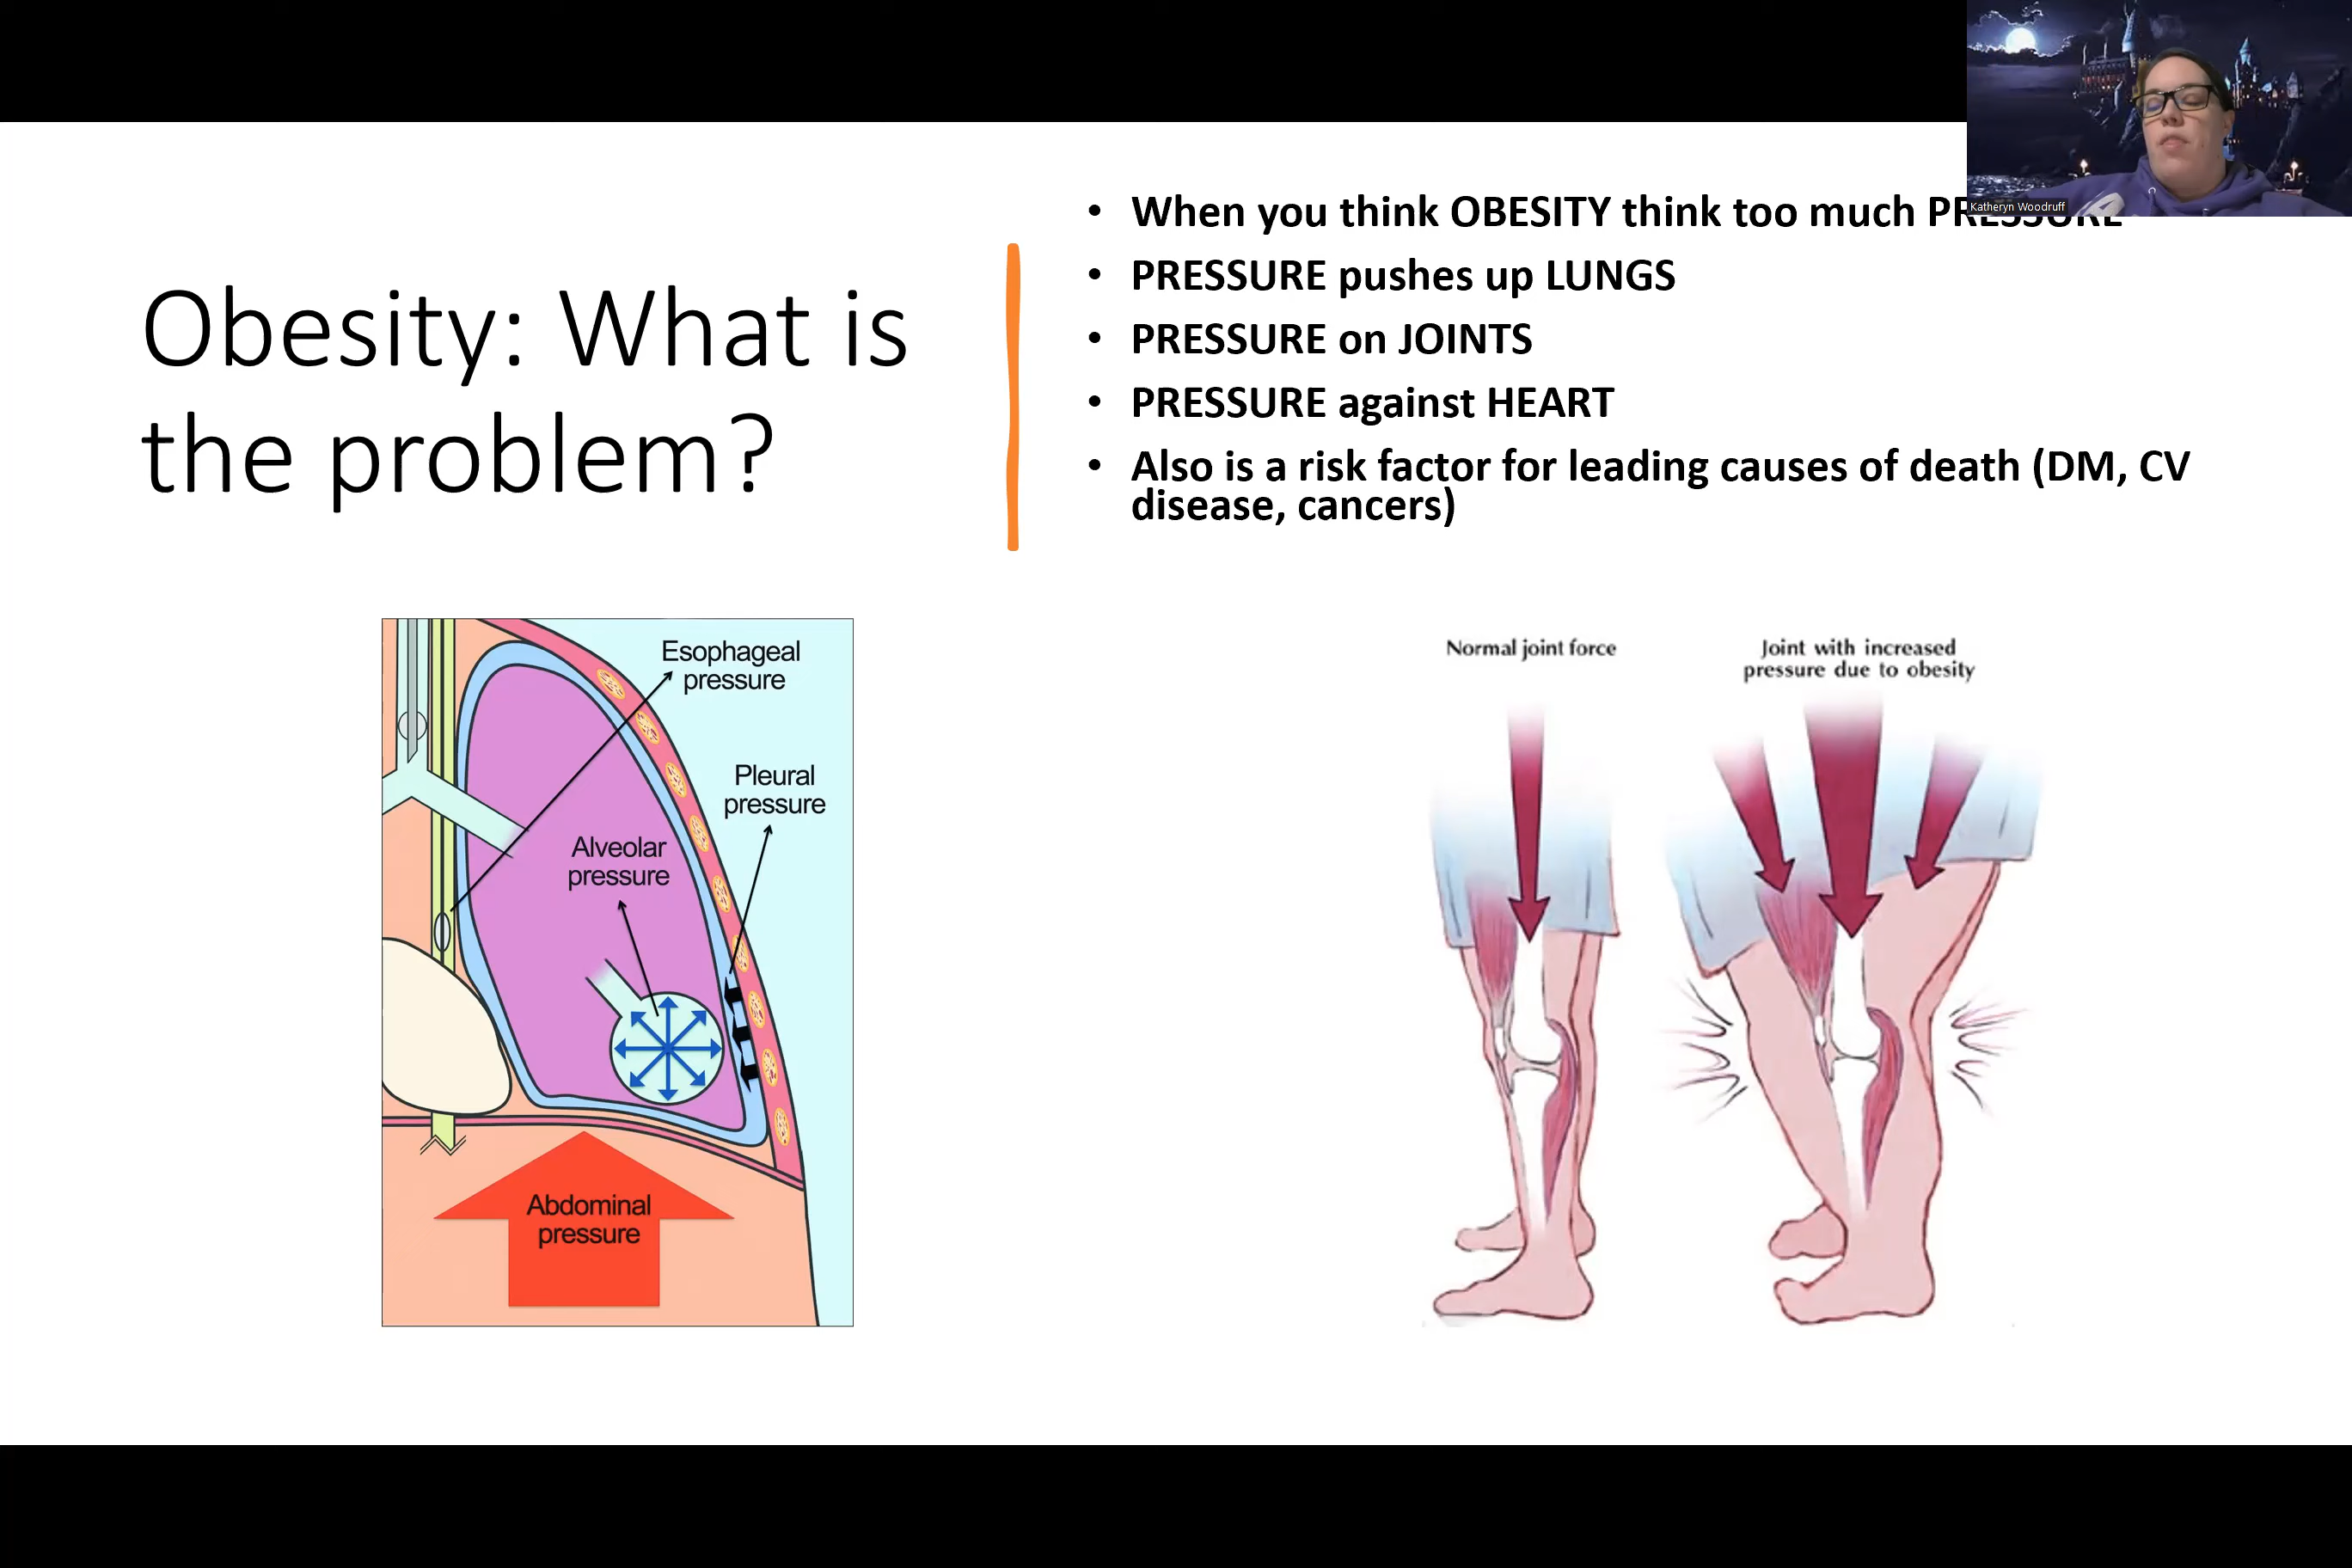 Katheryn Woodruff
Obesity: What is
the problem?
• When you think OBESITY think too much PRESSURE
• PRESSURE pushes up LUNGS
• PRESSURE on JOINTS
• PRESSURE against HEART
• Also is a risk factor for leading causes of death (DM, CV
disease, cancers)
Esophageal
pressure
Pleural
pressure
Alveolar
pressure
Abdominal
pressure
Normal joint force
Joint with increased
pressure due to obesity